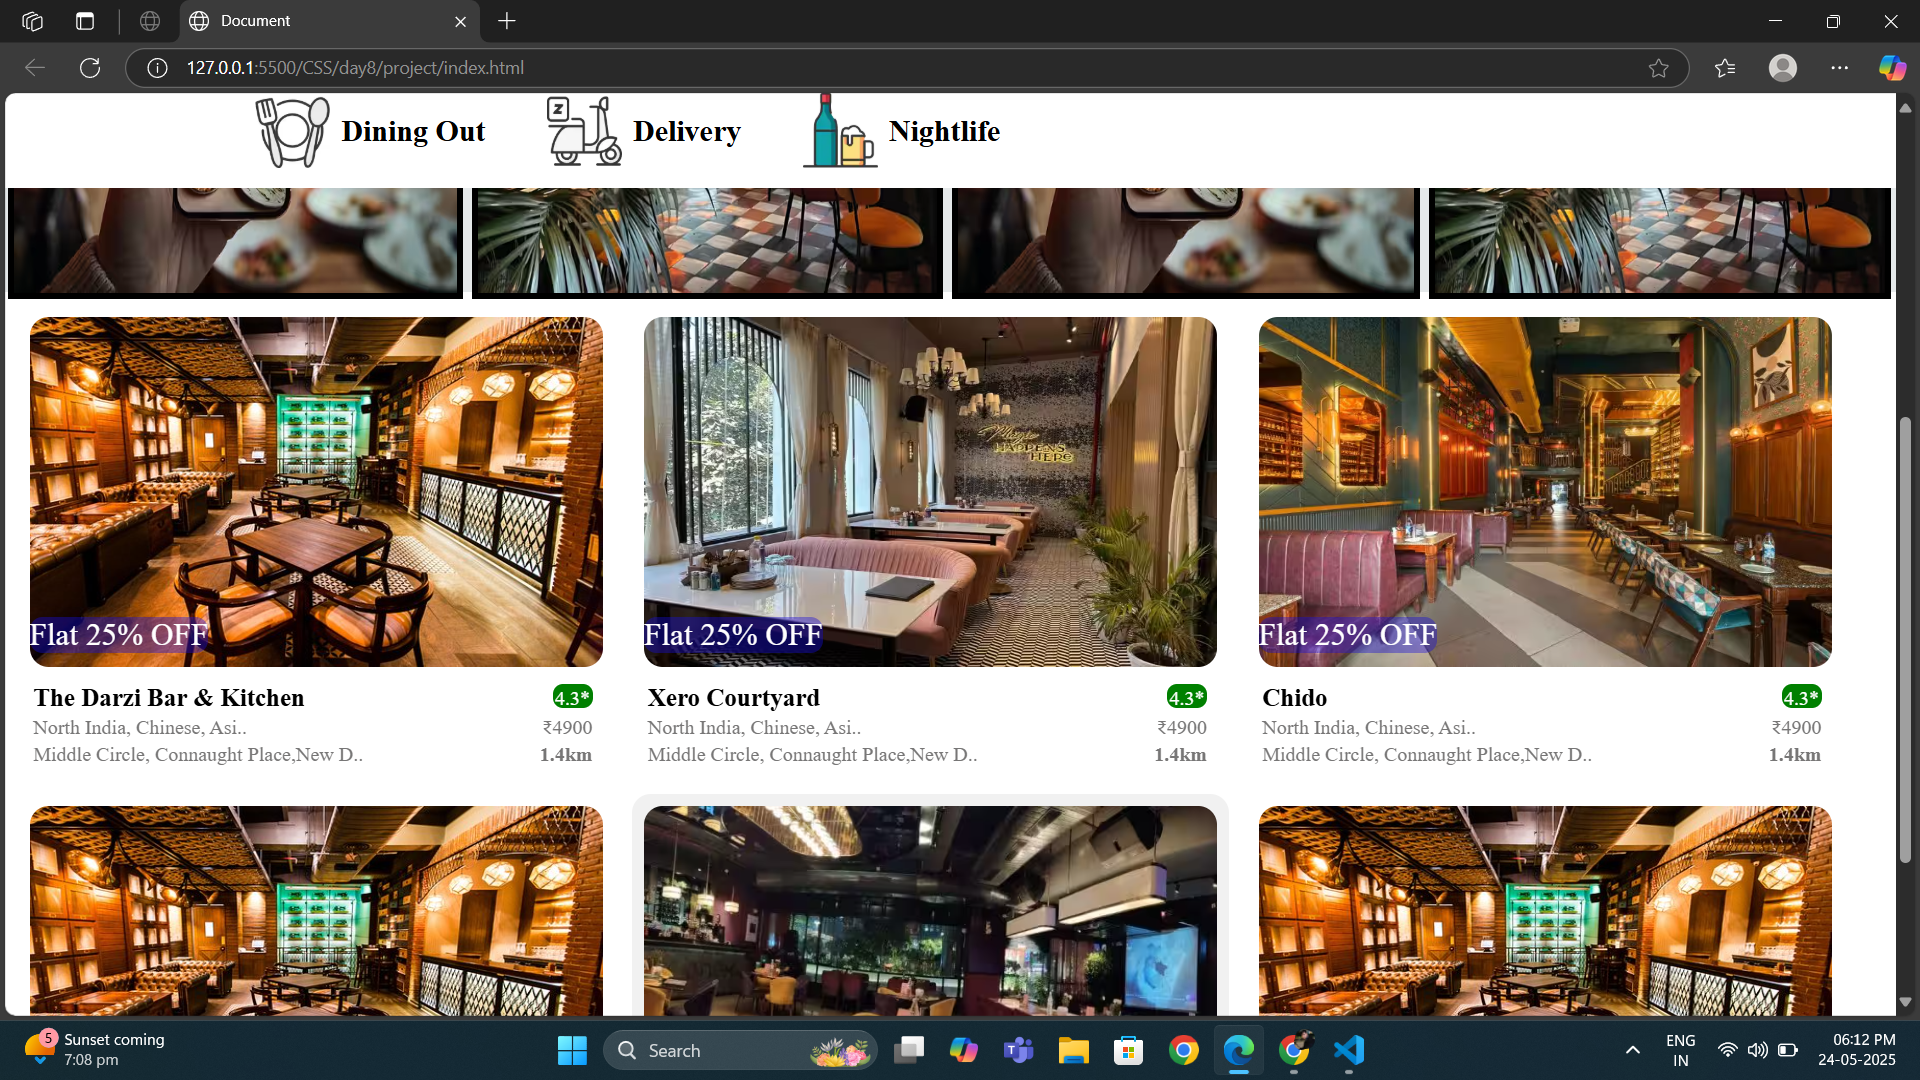 Document
127.0.0.1:5500/CSS/day8/project/index.html
Z
Dining Out Delivery Nightlife
Magic
HAPPENS
HERE
Flat 25% OFF Flat 25% OFF Flat 25% OFF
The Darzi Bar & Kitchen 4.3* Xero Courtyard 4.3* Chido 4.3*
North India, Chinese, Asi.. ₹4900 North India, Chinese, Asi.. ₹4900 North India, Chinese, Asi.. ₹4900
Middle Circle, Connaught Place,New D.. 1.4km Middle Circle, Connaught Place,New D.. 1.4km Middle Circle, Connaught Place,New D.. 1.4km
5 Sunset coming
7:08 pm
Search
T
ENG
IN
06:12 PM
24-05-2025